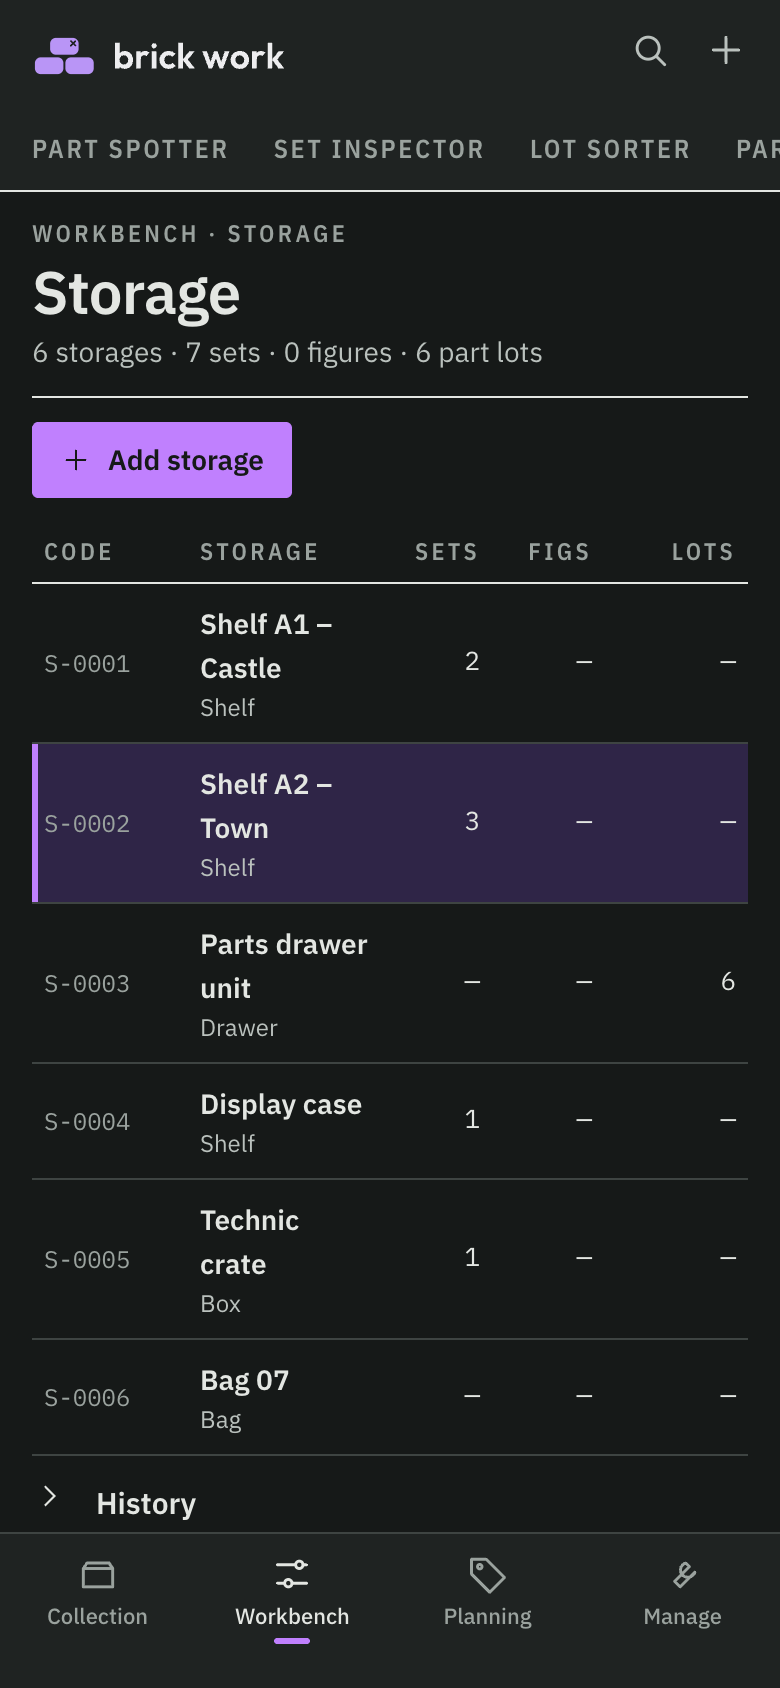 brick work
PART SPOTTER SET INSPECTOR LOT SORTER PAR
WORKBENCH · STORAGE
Storage
6 storages · 7 sets · 0 figures · 6 part lots
+ Add storage
CODE STORAGE SETS FIGS LOTS
Shelf A1 –
S-0001 Castle 2 – –
Shelf
Shelf A2 –
S-0002 Town 3 – –
Shelf
Parts drawer
S-0003 unit – – 6
Drawer
Display case
S-0004 1 – –
Shelf
Technic
S-0005 crate 1 – –
Box
Bag 07
S-0006 – – –
Bag
History
Collection Workbench Planning Manage